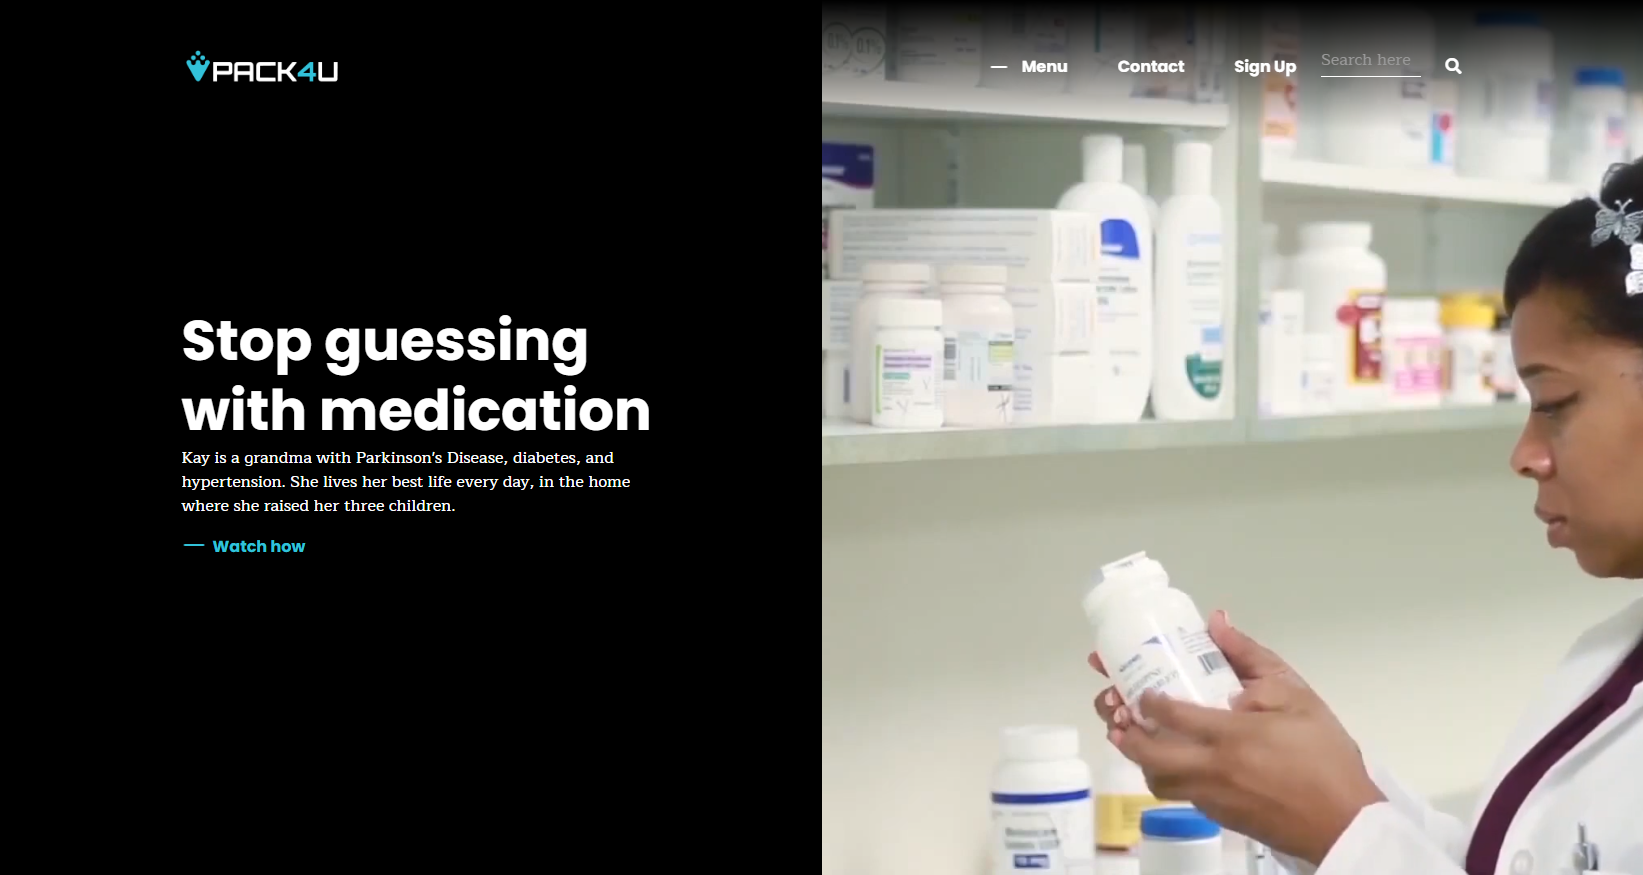 PACK4U
Menu
Contact
Sign Up
Search here
Stop guessing
with medication
Kay is a grandma with Parkinson's Disease, diabetes, and
hypertension. She lives her best life every day, in the home
where she raised her three children.
Watch how